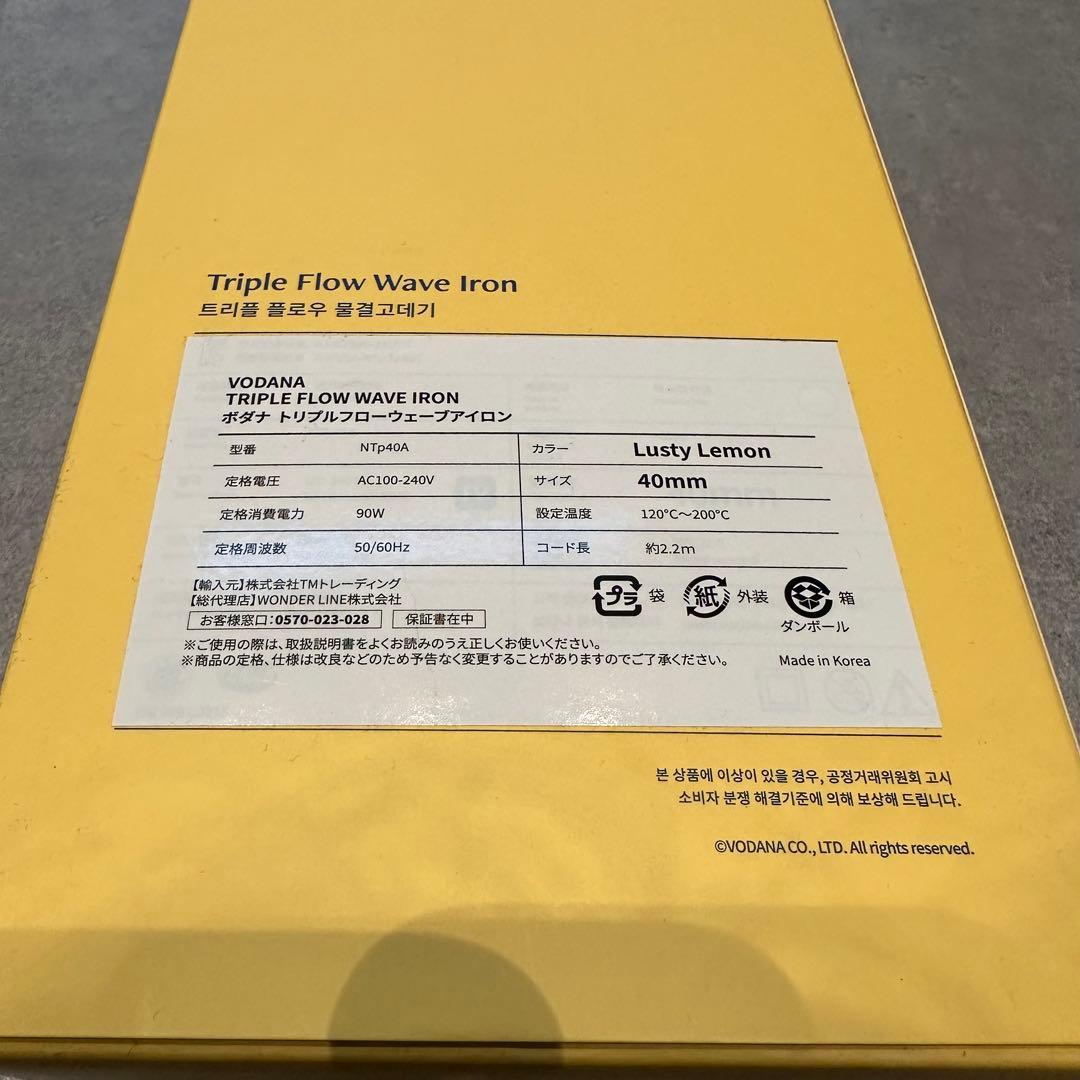 Triple Flow Wave Iron
트리플 플로우 물결고데기
VODANA
TRIPLE FLOW WAVE IRON
ボダナ トリプルフローウェーブアイロン
型番 NTp40A カラー Lusty Lemon
定格電圧 AC100-240V サイズ 40mm
定格消費電力 90W 設定温度 120℃～200℃
定格周波数 50/60Hz コード長 約2.2m
【輸入元】株式会社TMトレーディング
【総代理店】WONDER LINE株式会社
お客様窓口：0570-023-028 保証書在中
プラ 袋 紙 外装 箱
ダンボール
※ご使用の際は、取扱説明書をよくお読みのうえ正しくお使いください。
※商品の定格、仕様は改良などのため予告なく変更することがありますのでご了承ください。
Made in Korea
본 상품에 이상이 있을 경우, 공정거래위원회 고시
소비자 분쟁 해결기준에 의해 보상해 드립니다.
©VODANA CO., LTD. All rights reserved.